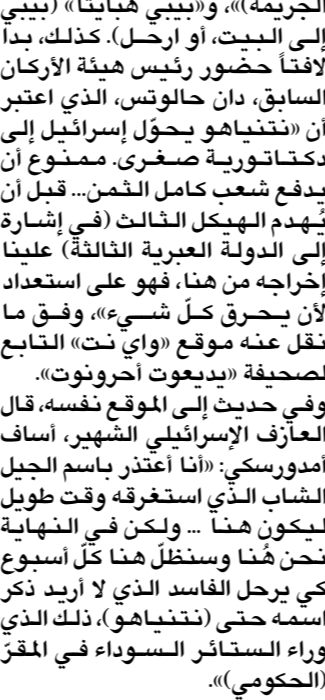 الجريمة)»، و«بيبي هبايتا» (بيبي
إلى البيت، أو ارحل). كذلك، بدا
لافتاً حضور رئيس هيئة الأركان
السابق، دان حالوتس، الذي اعتبر
أن «نتنياهو يحوّل إسرائيل إلى
دكتاتورية صغرى. ممنوع أن
يدفع شعب كامل الثمن... قبل أن
يُهدم الهيكل الثالث (في إشارة
إلى الدولة العبرية الثالثة) علينا
إخراجه من هنا، فهو على استعداد
لأن يحرق كلّ شيء»، وفق ما
نقل عنه موقع «واي نت» التابع
لصحيفة «يديعوت أحرونوت».
وفي حديث إلى الموقع نفسه، قال
العازف الإسرائيلي الشهير، أساف
أمدورسكي: «أنا أعتذر باسم الجيل
الشاب الذي استغرقه وقت طويل
ليكون هنا ... ولكن في النهاية
نحن هُنا وسنظلّ هنا كلّ أسبوع
كي يرحل الفاسد الذي لا أريد ذكر
اسمه حتى (نتنياهو)، ذلك الذي
وراء الستائر السوداء في المقرّ
(الحكومي)».